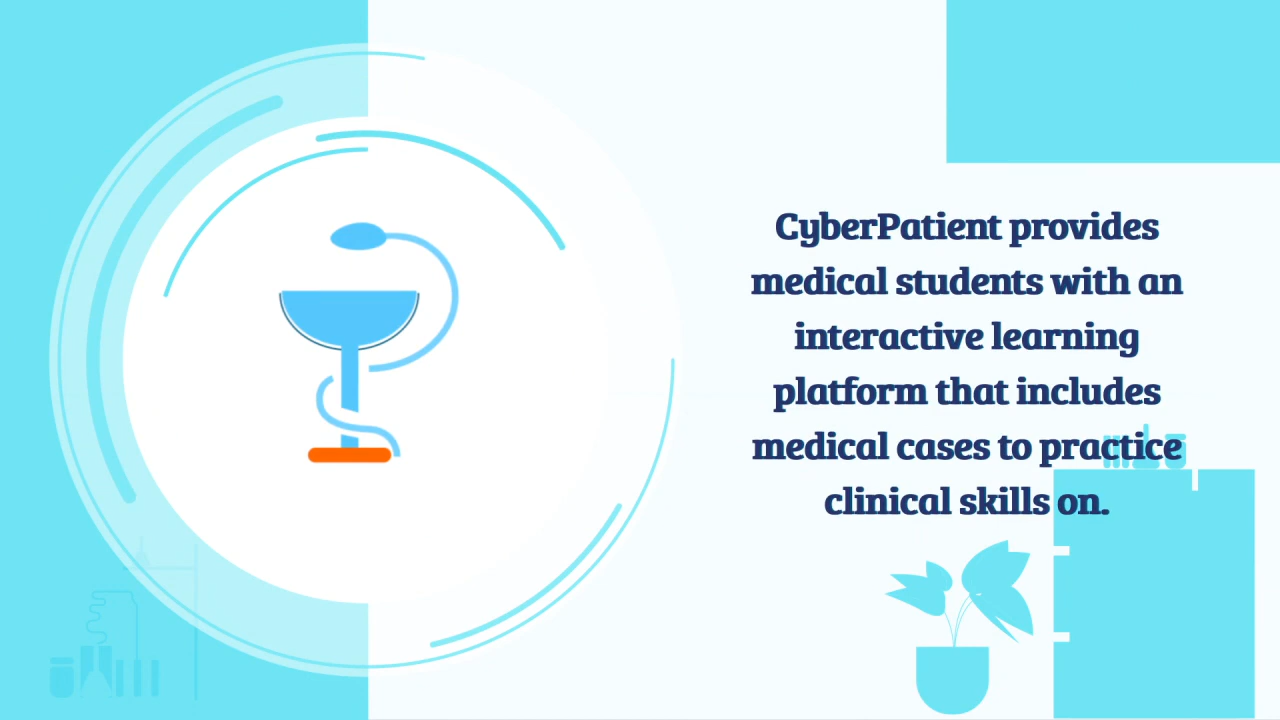 CyberPatient provides
medical students with an
interactive learning
platform that includes
medical cases to practice
clinical skills on.